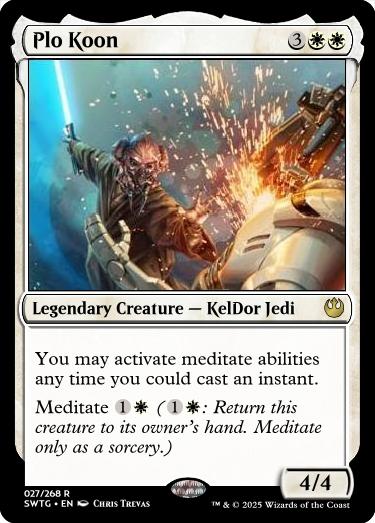 Plo Koon 3
Legendary Creature — KelDor Jedi
You may activate meditate abilities
any time you could cast an instant.
Meditate 1 ( 1 : Return this
creature to its owner's hand. Meditate
only as a sorcery.)
4/4
027/268 R
SWTG • EN Chris Trevas
™ & © 2025 Wizards of the Coast